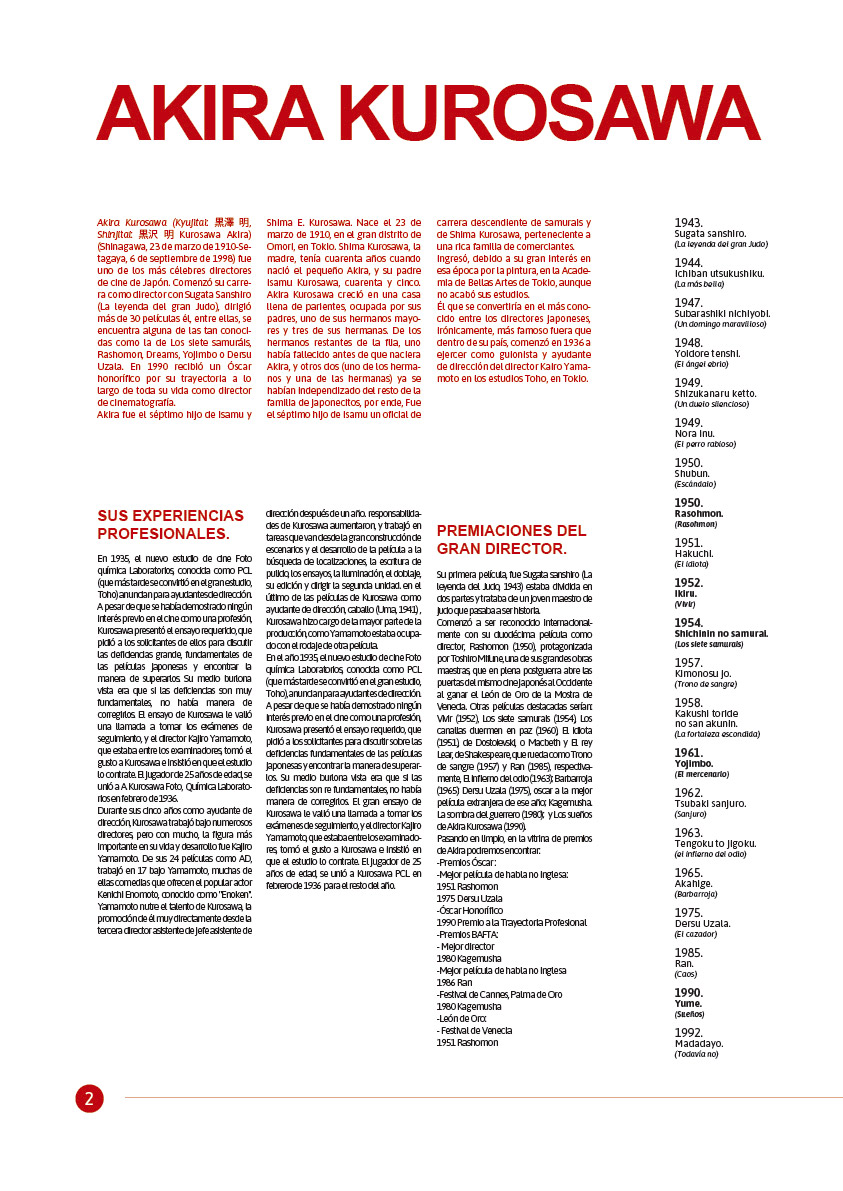 AKIRA KUROSAWA
Akira Kurosawa (Kyujitai: 黒澤 明,
Shinjitai: 黒沢 明 Kurosawa Akira)
(Shinagawa, 23 de marzo de 1910-Se-
tagaya, 6 de septiembre de 1998) fue
uno de los más célebres directores
de cine de Japón. Comenzó su carre-
ra como director con Sugata Sanshiro
(La leyenda del gran Judo), dirigió
más de 30 películas él, entre ellas, se
encuentra alguna de las tan conoci-
das como la de Los siete samuráis,
Rashomon, Dreams, Yojimbo o Dersu
Uzala. En 1990 recibió un Óscar
honorífico por su trayectoria a lo
largo de toda su vida como director
de cinematografía.
Akira fue el séptimo hijo de Isamu y
Shima E. Kurosawa. Nace el 23 de
marzo de 1910, en el gran distrito de
Omori, en Tokio. Shima Kurosawa, la
madre, tenía cuarenta años cuando
nació el pequeño Akira, y su padre
Isamu Kurosawa, cuarenta y cinco.
Akira Kurosawa creció en una casa
llena de parientes, ocupada por sus
padres, uno de sus hermanos mayo-
res y tres de sus hermanas. De los
hermanos restantes de la fila, uno
había fallecido antes de que naciera
Akira, y otros dos (uno de los herma-
nos y una de las hermanas) ya se
habían independizado del resto de la
familia de japonecitos, por ende, Fue
el séptimo hijo de Isamu un oficial de
carrera descendiente de samurais y
de Shima Kurosawa, perteneciente a
una rica familia de comerciantes.
Ingresó, debido a su gran interés en
esa época por la pintura, en la Acade-
mia de Bellas Artes de Tokio, aunque
no acabó sus estudios.
Él que se convertiría en el más cono-
cido entre los directores japoneses,
irónicamente, más famoso fuera que
dentro de su país, comenzó en 1936 a
ejercer como guionista y ayudante
de dirección del director Kairo Yama-
moto en los estudios Toho, en Tokio.
SUS EXPERIENCIAS
PROFESIONALES.
En 1935, el nuevo estudio de cine Foto
química Laboratorios, conocida como PCL
(que más tarde se convirtió en el gran estudio,
Toho) anuncian para ayudantes de dirección.
A pesar de que se había demostrado ningún
interés previo en el cine como una profesión,
Kurosawa presentó el ensayo requerido, que
pidió a los solicitantes de ellos para discutir
las deficiencias grande, fundamentales de
las películas japonesas y encontrar la
manera de superarlos. Su medio burlona
vista era que si las deficiencias son muy
fundamentales, no había manera de
corregirlos. El ensayo de Kurosawa le valió
una llamada a tomar los exámenes de
seguimiento, y el director Kajiro Yamamoto,
que estaba entre los examinadores, tomó el
gusto a Kurosawa e insistió en que el estudio
lo contrate. El jugador de 25 años de edad, se
unió a A Kurosawa Foto, Química Laborato-
rios en febrero de 1936.
Durante sus cinco años como ayudante de
dirección, Kurosawa trabajó bajo numerosos
directores, pero con mucho, la figura más
importante en su vida y desarrollo fue Kajiro
Yamamoto. De sus 24 películas como AD,
trabajó en 17 bajo Yamamoto, muchas de
ellas comedias que ofrecen el popular actor
Kenichi Enomoto, conocido como "Enoken".
Yamamoto nutre el talento de Kurosawa, la
promoción de él muy directamente desde la
tercera director asistente de jefe asistente de
dirección después de un año. responsabilida-
des de Kurosawa aumentaron, y trabajó en
tareas que van desde la gran construcción de
escenarios y el desarrollo de la película a la
búsqueda de localizaciones, la escritura de
pulido, los ensayos, la iluminación, el doblaje,
su edición y dirigir la segunda unidad. en el
último de las películas de Kurosawa como
ayudante de dirección, caballo (Uma, 1941) ,
Kurosawa hizo cargo de la mayor parte de la
producción, como Yamamoto estaba ocupa-
do con el rodaje de otra película.
En el año 1935, el nuevo estudio de cine Foto
química Laboratorios, conocida como PCL
(que más tarde se convirtió en el gran estudio,
Toho), anuncian para ayudantes de dirección.
A pesar de que se había demostrado ningún
interés previo en el cine como una profesión,
Kurosawa presentó el ensayo requerido, que
pidió a los solicitantes para discutir sobre las
deficiencias fundamentales de las películas
japonesas y encontrar la manera de superar-
los. Su medio burlona vista era que si las
deficiencias son re fundamentales, no había
manera de corregirlos. El gran ensayo de
Kurosawa le valió una llamada a tomar los
exámenes de seguimiento, y el director Kajiro
Yamamoto, que estaba entre los examinado-
res, tomó el gusto a Kurosawa e insistió en
que el estudio lo contrate. El jugador de 25
años de edad, se unió a Kurosawa PCL en
febrero de 1936 para el resto del año.
PREMIACIONES DEL
GRAN DIRECTOR.
Su primera película, fue Sugata sanshiro (La
leyenda del Judo, 1943) estaba dividida en
dos partes y trataba de un joven maestro de
judo que pasaba a ser historia.
Comenzó a ser reconocido internacional-
mente con su duodécima película como
director, Rashomon (1950), protagonizada
por Toshiro Mifune, una de sus grandes obras
maestras, que en plena postguerra abre las
puertas del mismo cine japonés al Occidente
al ganar el León de Oro de la Mostra de
Veneda. Otras películas destacadas serían:
Vivir (1952), Los siete samurais (1954) Los
canallas duermen en paz (1960) El idiota
(1951) de Dostoievski, o Macbeth y El rey
Lear, de Shakespeare, que rueda como Trono
de sangre (1957) y Ran (1985), respectiva-
mente, El infierno del odio (1963); Barbarroja
(1965) Dersu Uzala (1975), oscar a la mejor
película extranjera de ese año; Kagemusha.
La sombra del guerrero (1980); y Los sueños
de Akira Kurosawa (1990).
Pasando en limpio, en la vitrina de premios
de Akira podremos encontrar:
-Premios Óscar:
-Mejor película de habla no inglesa:
1951 Rashomon
1975 Dersu Uzala
-Óscar Honorífico
1990 Premio a la Trayectoria Profesional
-Premios BAFTA:
- Mejor director
1980 Kagemusha
-Mejor película de habla no inglesa
1986 Ran
-Festival de Cannes, Palma de Oro
1980 Kagemusha
-León de Oro:
- Festival de Venecia
1951 Rashomon
1943.
Sugata sanshiro.
(La leyenda del gran Judo)
1944.
Ichiban utsukushiku.
(La más bella)
1947.
Subarashiki nichiyobi.
(Un domingo maravilloso)
1948.
Yoidore tenshi.
(El ángel ebrio)
1949.
Shizukanaru ketto.
(Un duelo silencioso)
1949.
Nora inu.
(El perro rabioso)
1950.
Shubun.
(Escándalo)
1950.
Rasohmon.
(Rasohmon)
1951.
Hakuchi.
(El idiota)
1952.
Ikiru.
(Vivir)
1954.
Shichinin no samurai.
(Los siete samurais)
1957.
Kimonosu jo.
(Trono de sangre)
1958.
Kakushi toride
no san akunin.
(La fortaleza escondida)
1961.
Yojimbo.
(El mercenario)
1962.
Tsubaki sanjuro.
(Sanjuro)
1963.
Tengoku to jigoku.
(el infierno del odio)
1965.
Akahige.
(Barbarroja)
1975.
Dersu Uzala.
(El cazador)
1985.
Ran.
(Caos)
1990.
Yume.
(Sueños)
1992.
Madadayo.
(Todavía no)
2